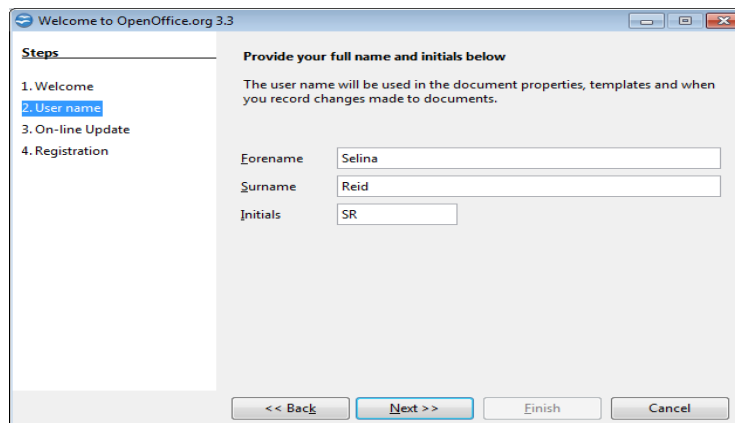 Welcome to OpenOffice.org 3.3
Steps
1. Welcome
2. User name
3. On-line Update
4. Registration
Provide your full name and initials below
The user name will be used in the document properties, templates and when
you record changes made to documents.
Forename Selina
Surname Reid
Initials SR
<< Back Next >> Finish Cancel